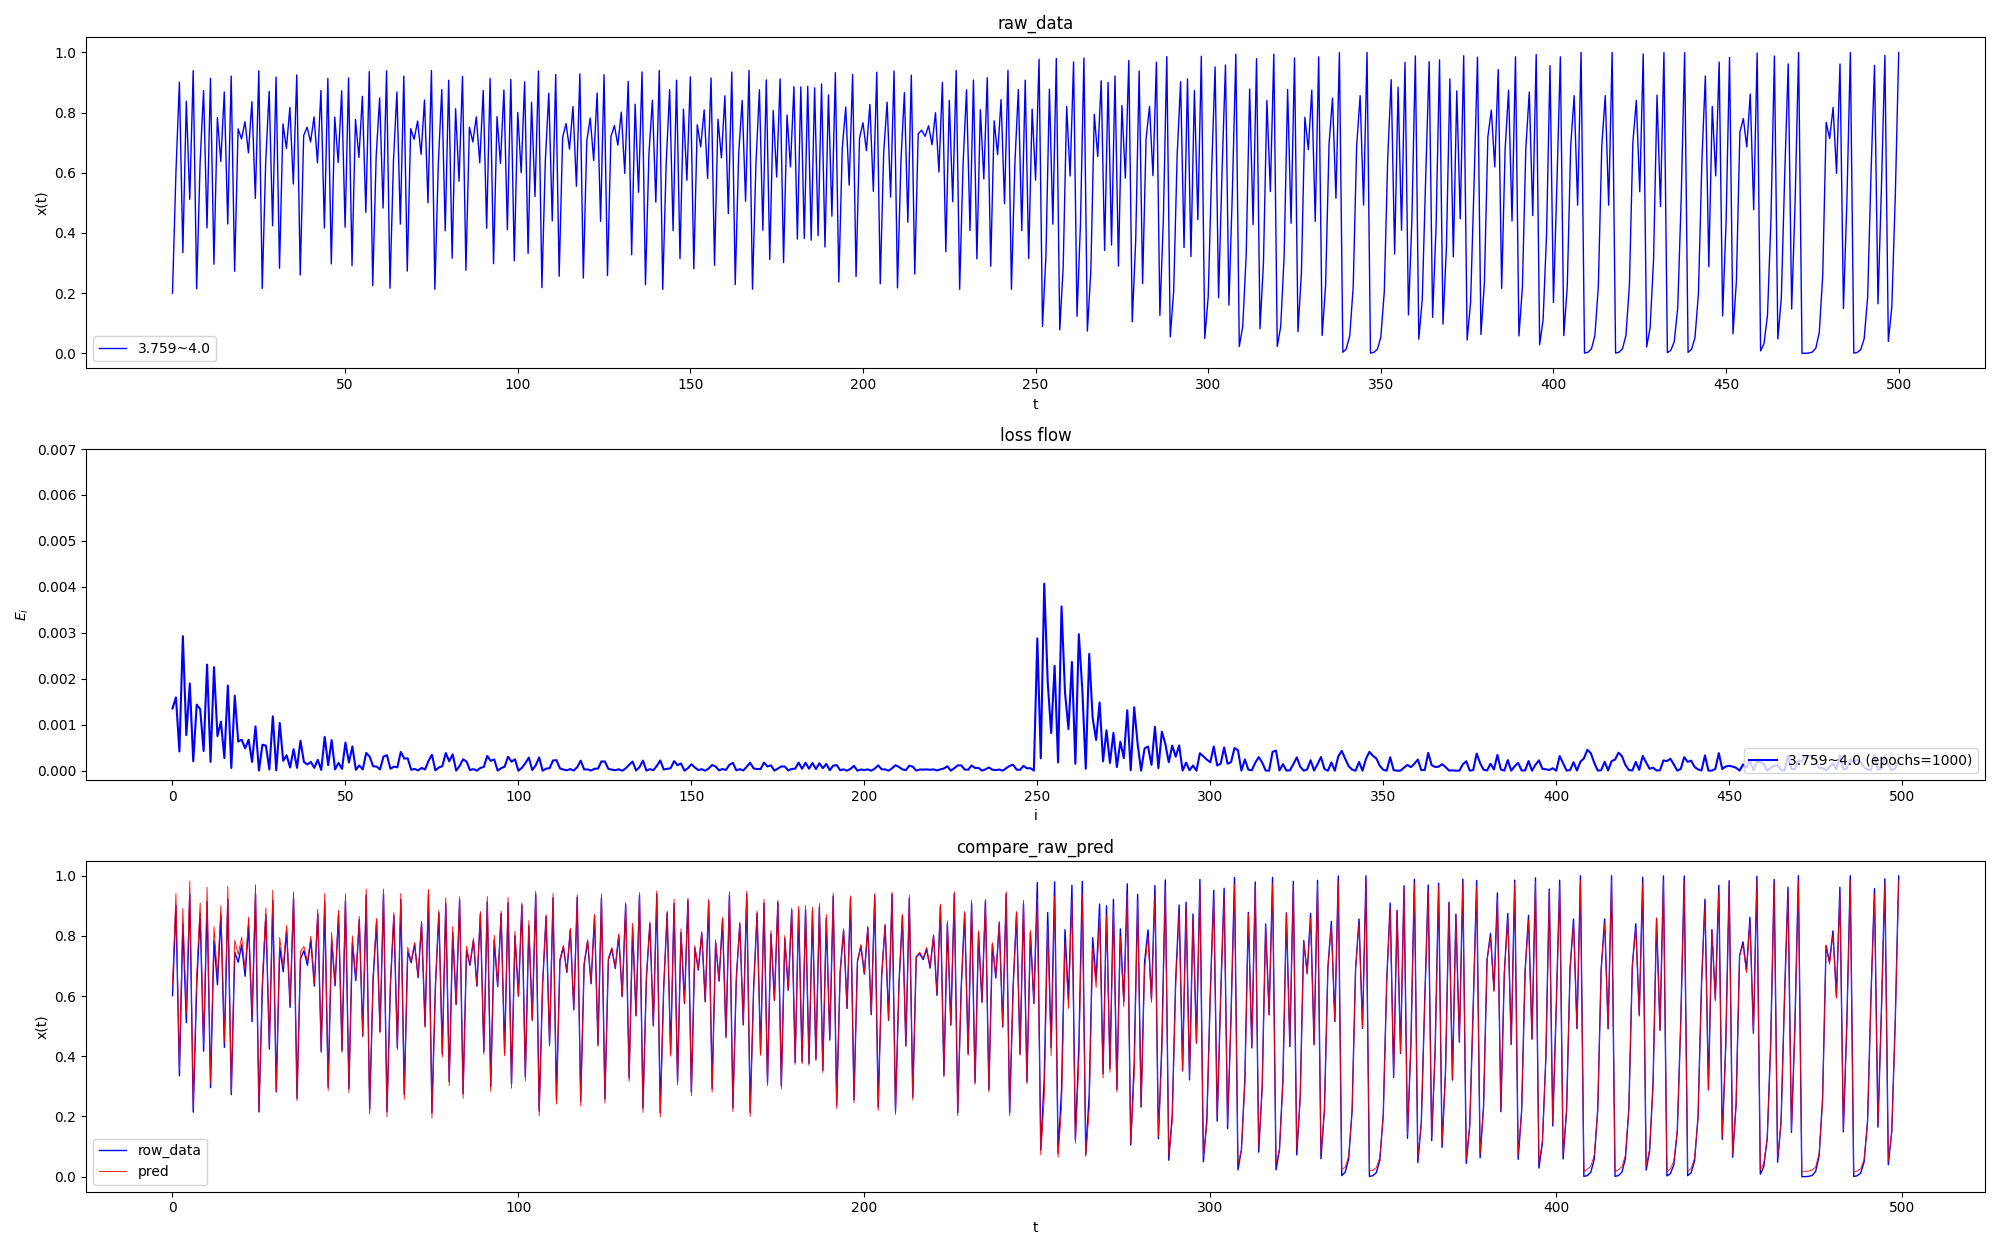 raw_data
1.0
0.8
0.6
0.4
0.2
0.0
x(t)
3.759~4.0
50 100 150 200 250 300 350 400 450 500
t
loss flow
0.007
0.006
0.005
0.004
0.003
0.002
0.001
0.000
E_i
3.759~4.0 (epochs=1000)
0 50 100 150 200 250 300 350 400 450 500
i
compare_raw_pred
1.0
0.8
0.6
0.4
0.2
0.0
x(t)
row_data
pred
0 100 200 300 400 500
t